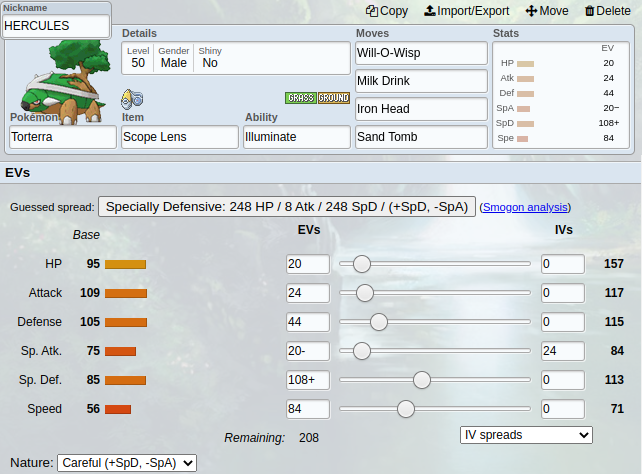 Nickname
HERCULES
Copy Import/Export Move Delete
Details
Level Gender Shiny
50 Male No
GRASS GROUND
Pokémon Item Ability
Torterra Scope Lens Illuminate
Moves
Will-O-Wisp
Milk Drink
Iron Head
Sand Tomb
Stats
EV
HP 20
Atk 24
Def 44
SpA 20−
SpD 108+
Spe 84
EVs
Guessed spread: Specially Defensive: 248 HP / 8 Atk / 248 SpD / (+SpD, -SpA) (Smogon analysis)
Base EVs IVs
HP 95 20 0 157
Attack 109 24 0 117
Defense 105 44 0 115
Sp. Atk. 75 20- 24 84
Sp. Def. 85 108+ 0 113
Speed 56 84 0 71
Remaining: 208 IV spreads
Nature: Careful (+SpD, -SpA)